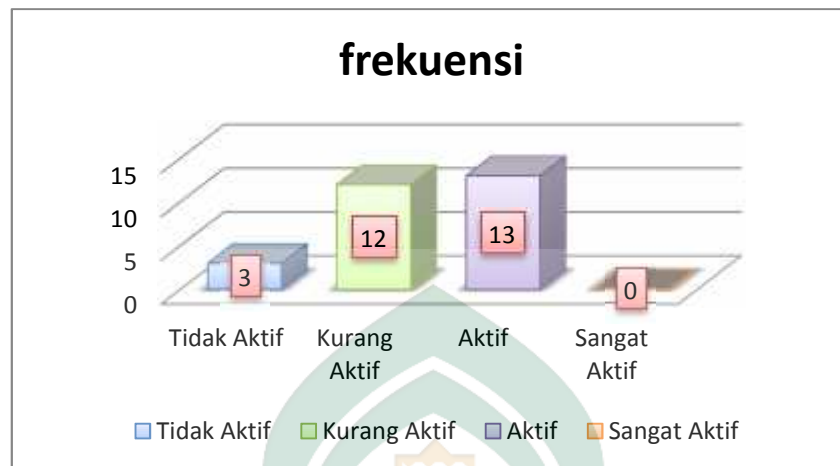 frekuensi
15
10
5
0
3
12
13
0
Tidak Aktif
Kurang
Aktif
Aktif
Sangat
Aktif
Tidak Aktif Kurang Aktif Aktif Sangat Aktif